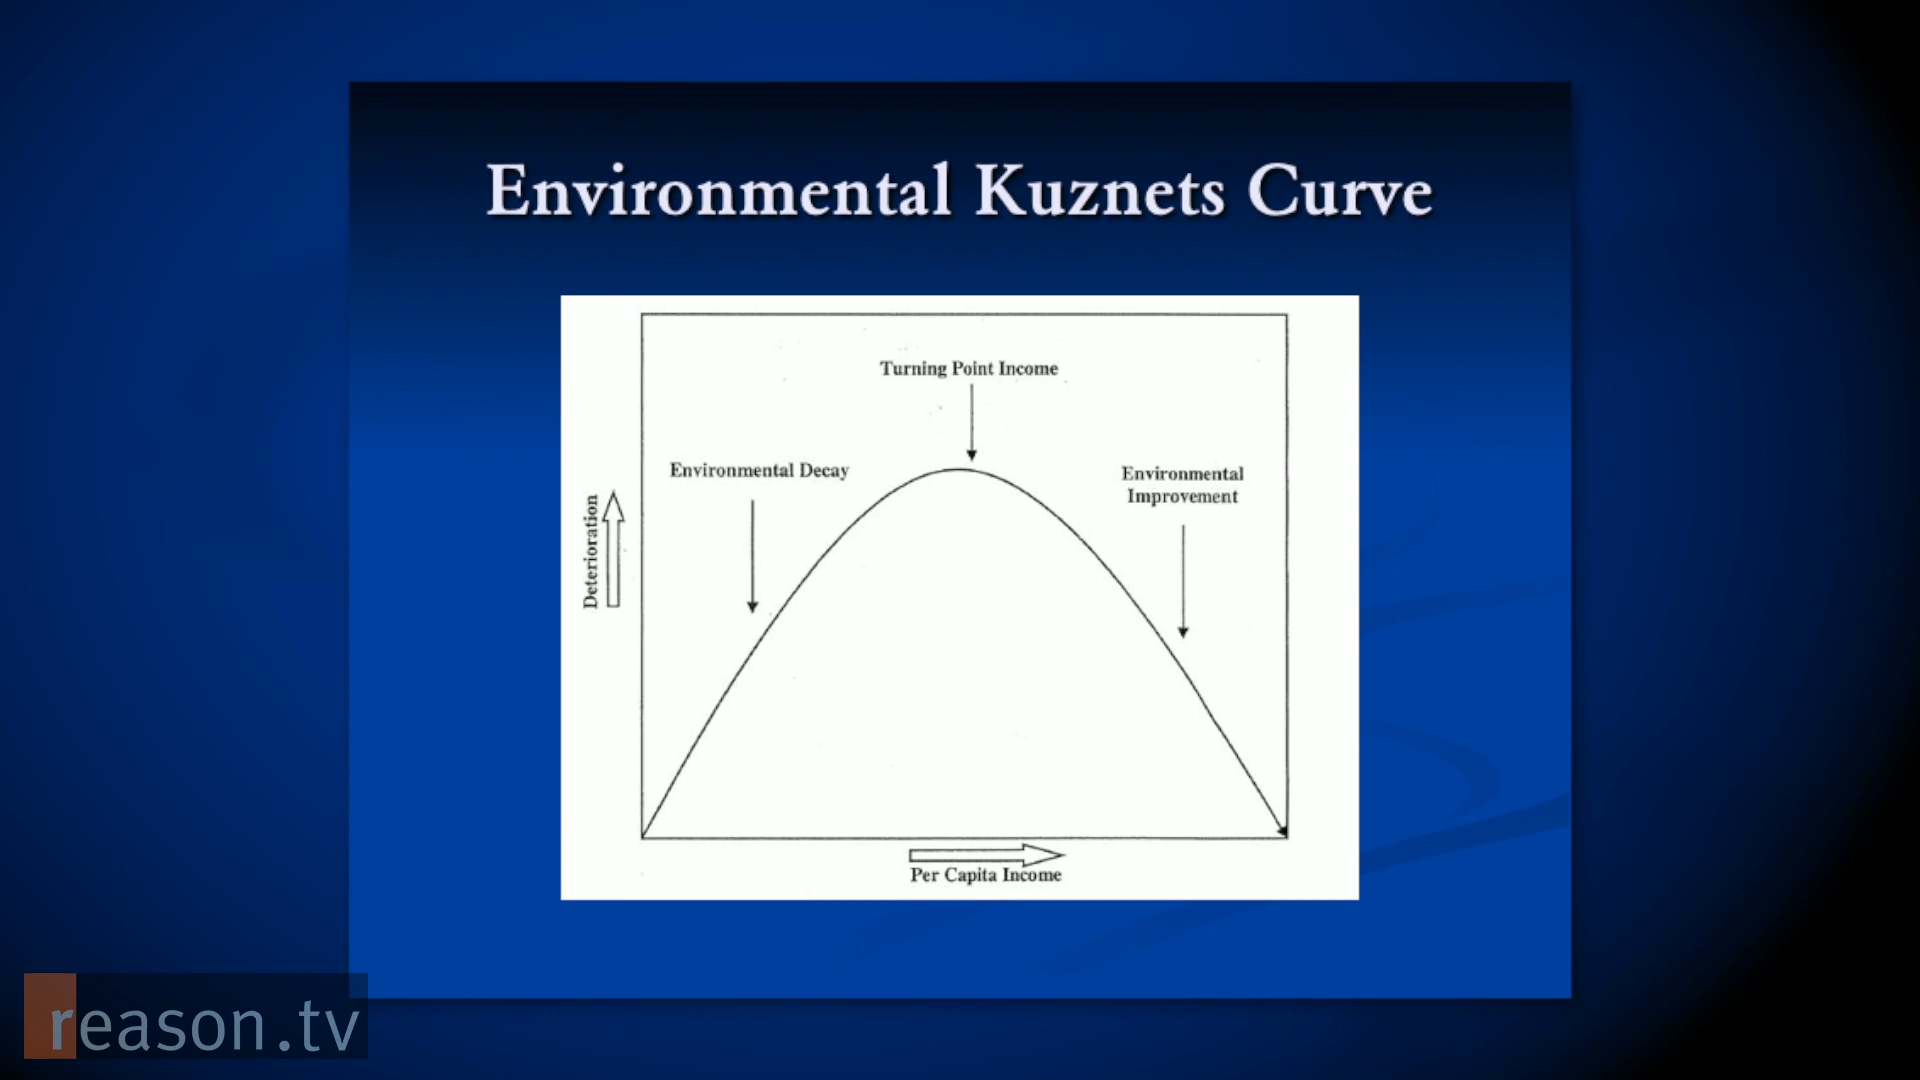 Environmental Kuznets Curve
Turning Point Income
Environmental Decay
Environmental
Improvement
Deterioration
Per Capita Income
reason.tv